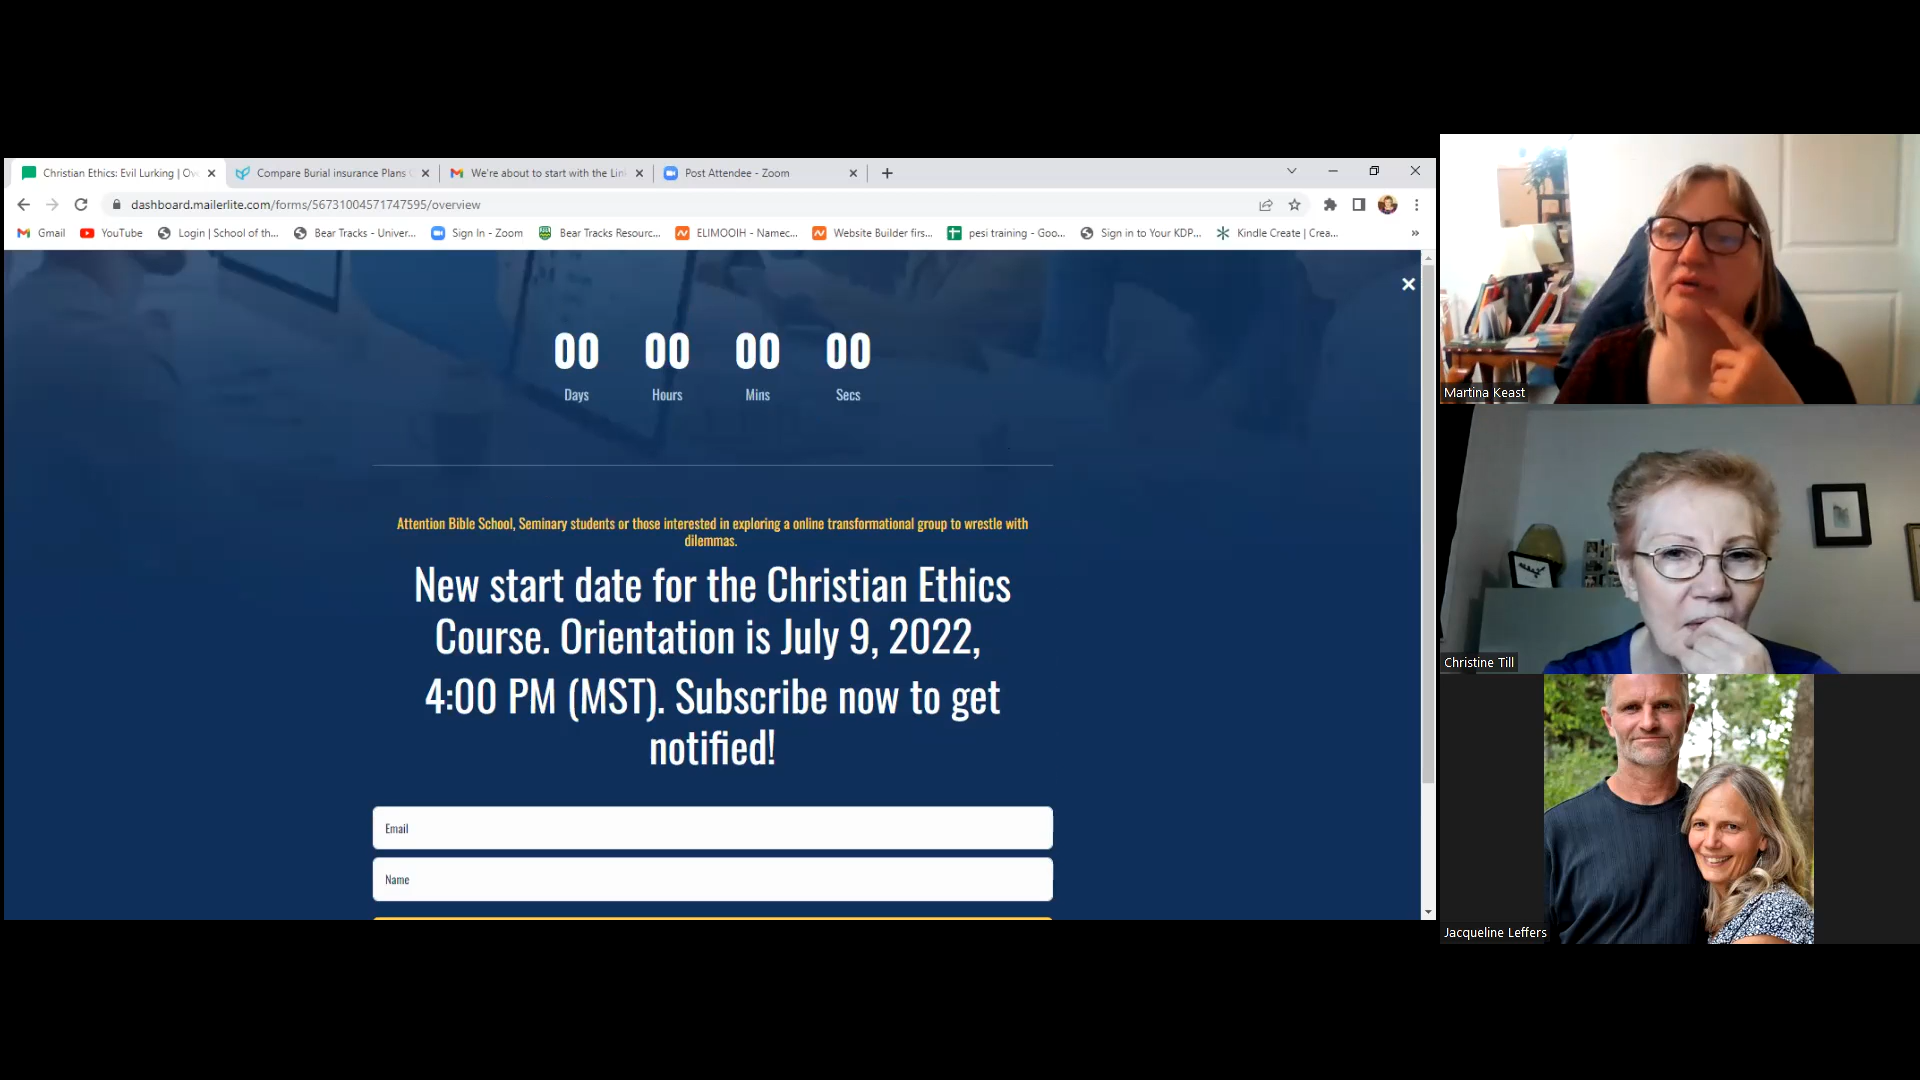 Christian Ethics: Evil Lurking | Ov
Compare Burial insurance Plans
We're about to start with the Lin
Post Attendee - Zoom
dashboard.mailerlite.com/forms/56731004571747595/overview
Gmail
YouTube
Login | School of th...
Bear Tracks - Univer...
Sign In - Zoom
Bear Tracks Resourc...
ELIMOOIH - Namec...
Website Builder firs...
pesi training - Goo...
Sign in to Your KDP...
Kindle Create | Crea...
00 00 00 00
Days Hours Mins Secs
Attention Bible School, Seminary students or those interested in exploring a online transformational group to wrestle with
dilemmas.
New start date for the Christian Ethics
Course. Orientation is July 9, 2022,
4:00 PM (MST). Subscribe now to get
notified!
Email
Name
Martina Keast
Christine Till
Jacqueline Leffers